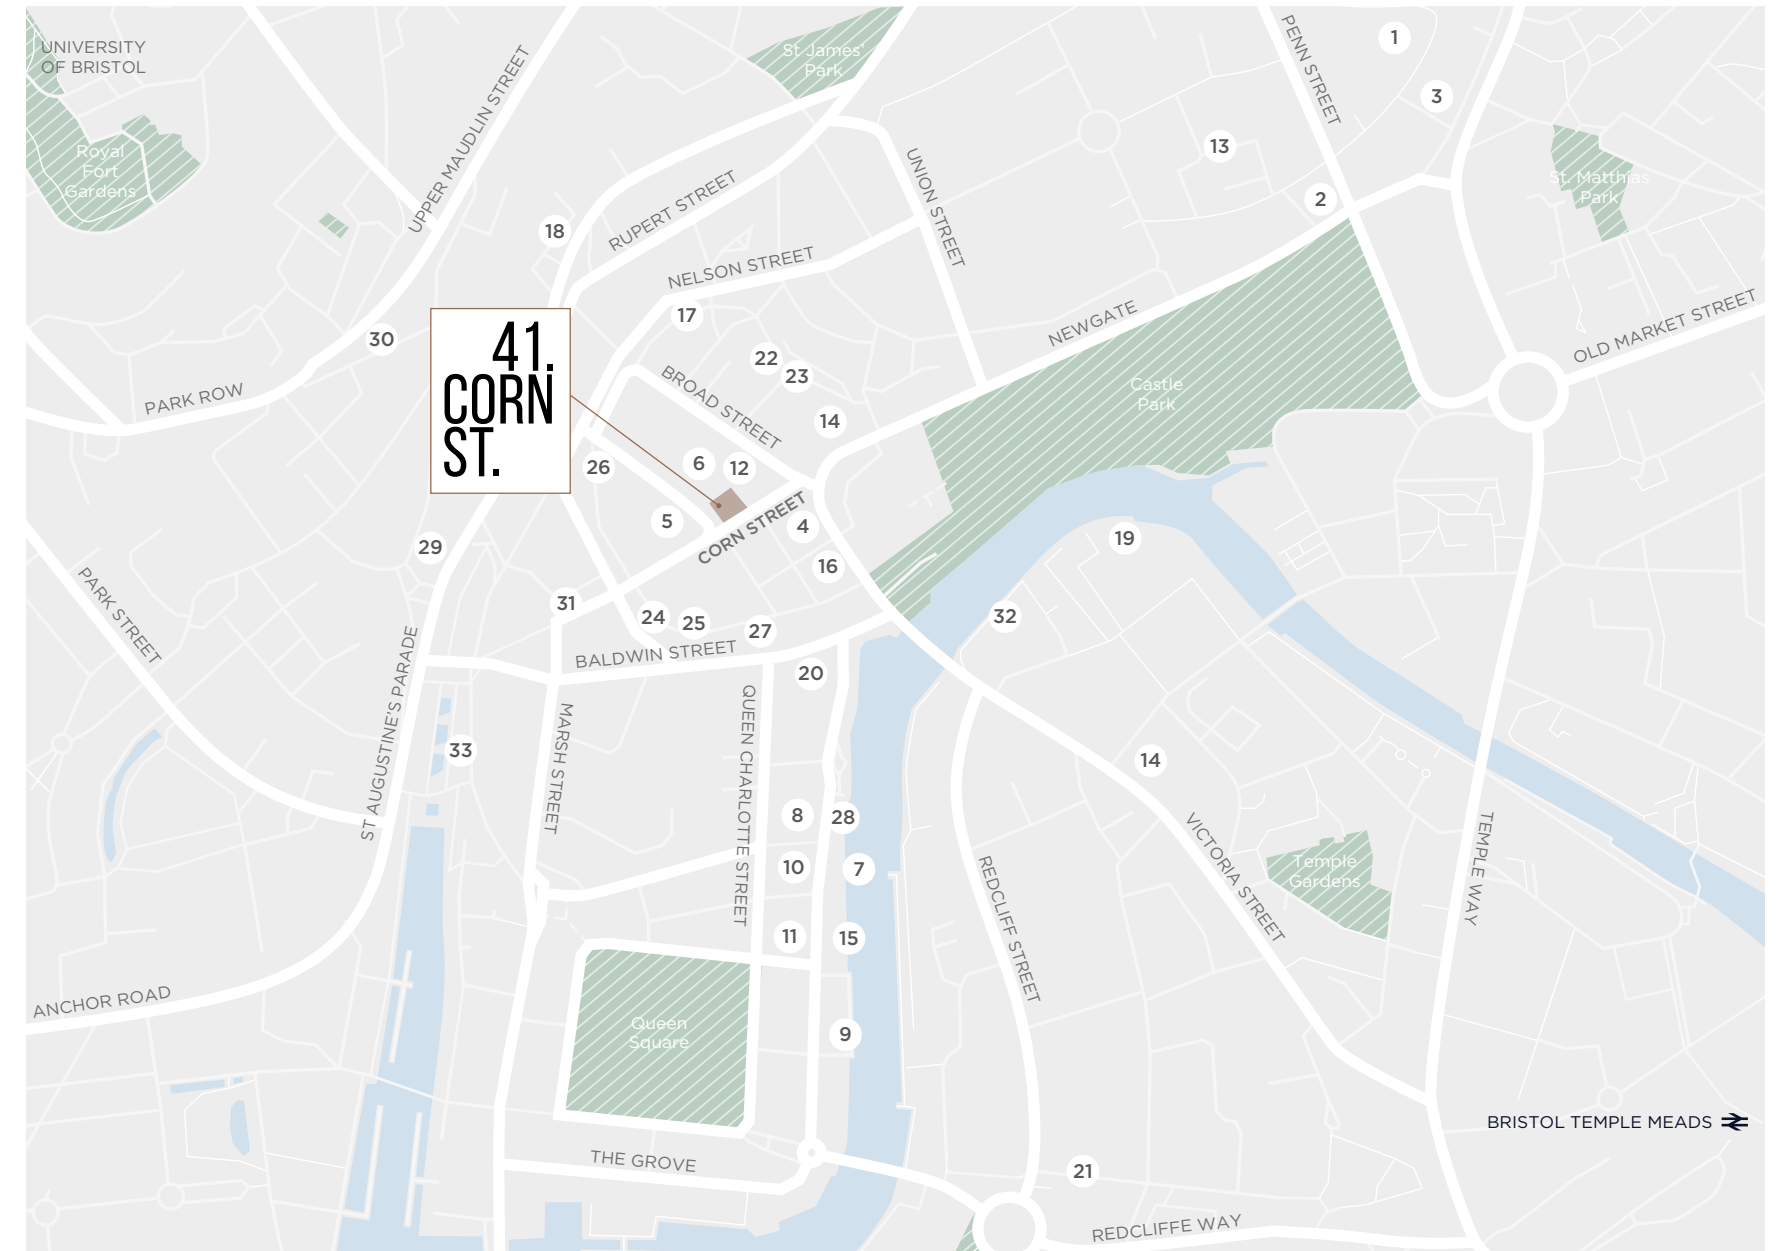 UNIVERSITY
OF BRISTOL
St James'
Park
PENN STREET
1
3
UPPER MAUDLIN STREET
Royal
Fort
Gardens
13
UNION STREET
St. Matthias
Park
2
18
RUPERT STREET
NELSON STREET
17
NEWGATE
OLD MARKET STREET
30
41.
CORN
ST.
22
23
PARK ROW
BROAD STREET
Castle
Park
14
6
12
26
5
CORN STREET
4
19
29
16
PARK STREET
31
24
25
27
32
BALDWIN STREET
20
ST AUGUSTINE'S PARADE
MARSH STREET
QUEEN CHARLOTTE STREET
33
14
8
28
VICTORIA STREET
TEMPLE WAY
10
7
REDCLIFF STREET
Temple
Gardens
11
15
ANCHOR ROAD
Queen
Square
9
BRISTOL TEMPLE MEADS
THE GROVE
21
REDCLIFFE WAY